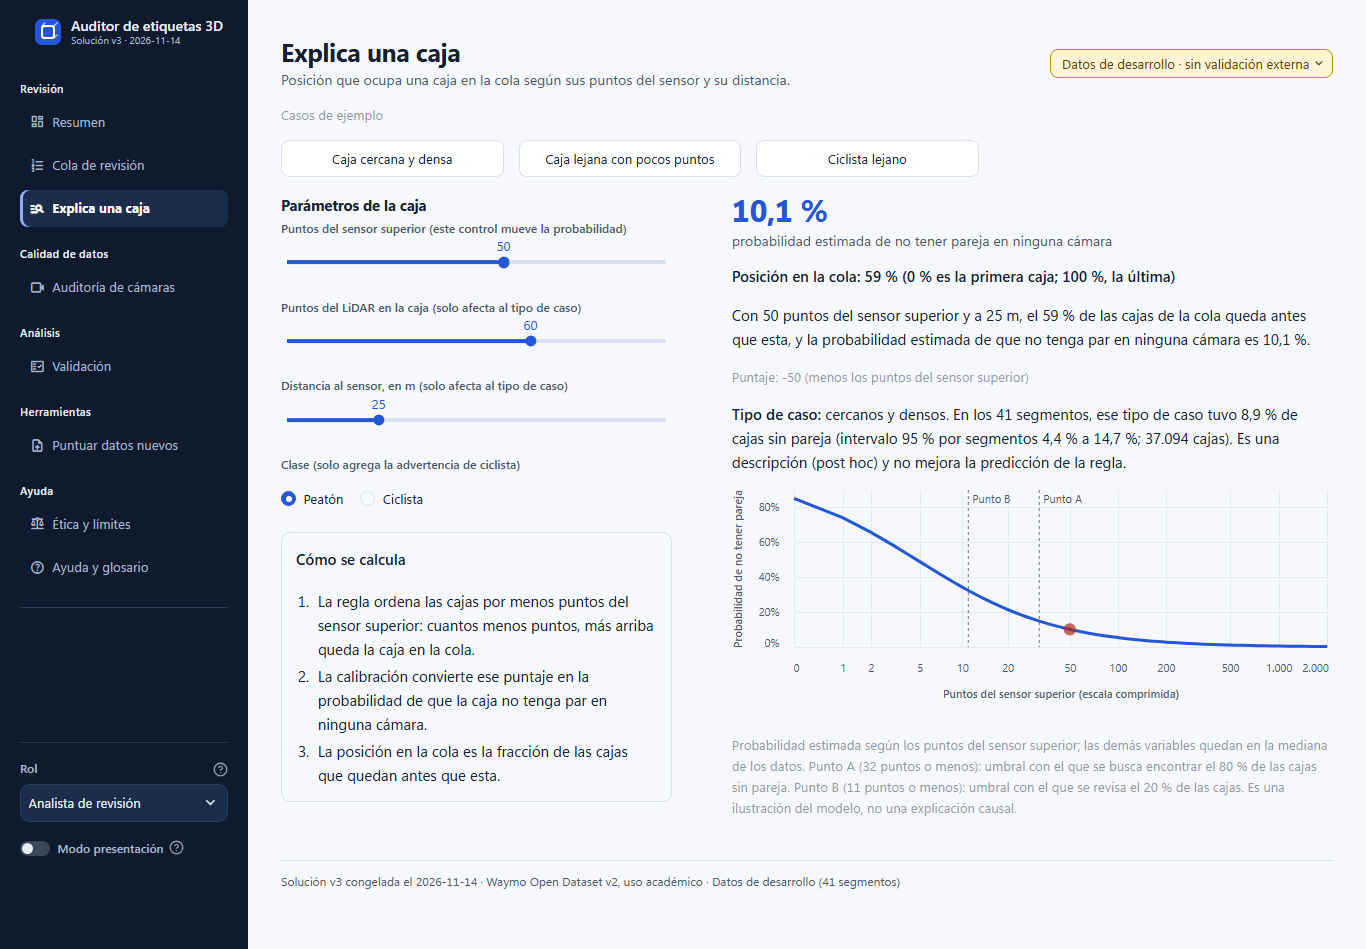 Auditor de etiquetas 3D
Solución v3 · 2026-11-14
Revisión
Resumen
Cola de revisión
Explica una caja
Calidad de datos
Auditoría de cámaras
Análisis
Validación
Herramientas
Puntuar datos nuevos
Ayuda
Ética y límites
Ayuda y glosario
Rol
Analista de revisión
Modo presentación
Explica una caja
Posición que ocupa una caja en la cola según sus puntos del sensor y su distancia.
Datos de desarrollo · sin validación externa
Casos de ejemplo
Caja cercana y densa
Caja lejana con pocos puntos
Ciclista lejano
Parámetros de la caja
Puntos del sensor superior (este control mueve la probabilidad)
50
Puntos del LiDAR en la caja (solo afecta al tipo de caso)
60
Distancia al sensor, en m (solo afecta al tipo de caso)
25
Clase (solo agrega la advertencia de ciclista)
Peatón
Ciclista
Cómo se calcula
1. La regla ordena las cajas por menos puntos del
sensor superior: cuantos menos puntos, más arriba
queda la caja en la cola.
2. La calibración convierte ese puntaje en la
probabilidad de que la caja no tenga par en
ninguna cámara.
3. La posición en la cola es la fracción de las cajas
que quedan antes que esta.
10,1 %
probabilidad estimada de no tener pareja en ninguna cámara
Posición en la cola: 59 % (0 % es la primera caja; 100 %, la última)
Con 50 puntos del sensor superior y a 25 m, el 59 % de las cajas de la cola queda antes
que esta, y la probabilidad estimada de que no tenga par en ninguna cámara es 10,1 %.
Puntaje: -50 (menos los puntos del sensor superior)
Tipo de caso: cercanos y densos. En los 41 segmentos, ese tipo de caso tuvo 8,9 % de
cajas sin pareja (intervalo 95 % por segmentos 4,4 % a 14,7 %; 37.094 cajas). Es una
descripción (post hoc) y no mejora la predicción de la regla.
Probabilidad de no tener pareja
80%
60%
40%
20%
0%
Punto B
Punto A
0 1 2 5 10 20 50 100 200 500 1.000 2.000
Puntos del sensor superior (escala comprimida)
Probabilidad estimada según los puntos del sensor superior; las demás variables quedan en la mediana
de los datos. Punto A (32 puntos o menos): umbral con el que se busca encontrar el 80 % de las cajas
sin pareja. Punto B (11 puntos o menos): umbral con el que se revisa el 20 % de las cajas. Es una
ilustración del modelo, no una explicación causal.
Solución v3 congelada el 2026-11-14 · Waymo Open Dataset v2, uso académico · Datos de desarrollo (41 segmentos)